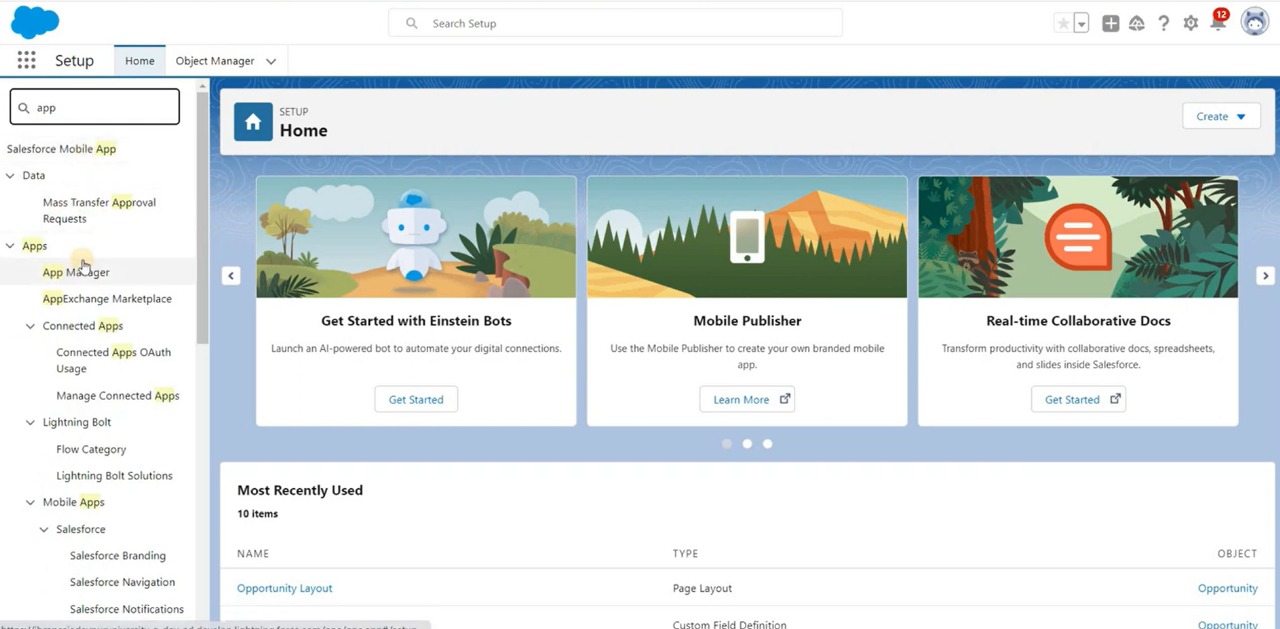 Search Setup
12
Setup
Home
Object Manager
app
SETUP
Home
Create
Salesforce Mobile App
Data
Mass Transfer Approval
Requests
Apps
App Manager
AppExchange Marketplace
Connected Apps
Connected Apps OAuth
Usage
Manage Connected Apps
Lightning Bolt
Flow Category
Lightning Bolt Solutions
Mobile Apps
Salesforce
Salesforce Branding
Salesforce Navigation
Salesforce Notifications
Get Started with Einstein Bots
Launch an AI-powered bot to automate your digital connections.
Get Started
Mobile Publisher
Use the Mobile Publisher to create your own branded mobile
app.
Learn More
Real-time Collaborative Docs
Transform productivity with collaborative docs, spreadsheets,
and slides inside Salesforce.
Get Started
Most Recently Used
10 items
NAME TYPE OBJECT
Opportunity Layout Page Layout Opportunity
Custom Field Definition Opportunity